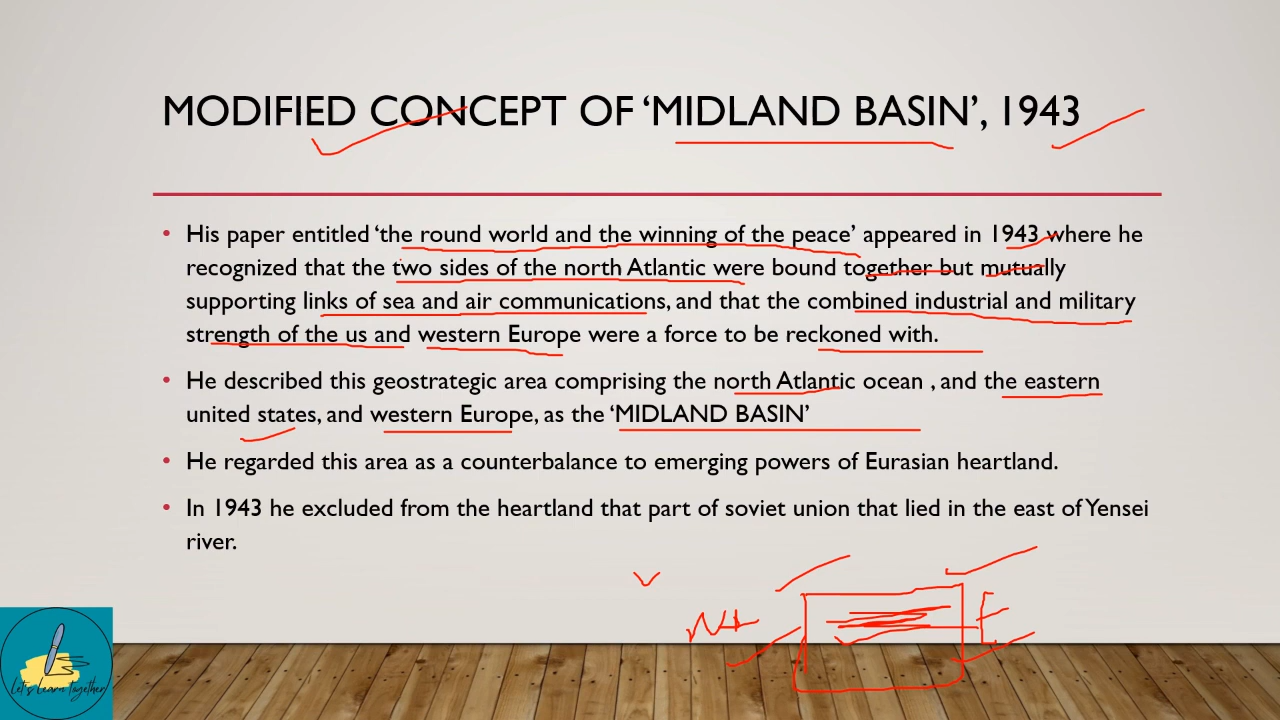 MODIFIED CONCEPT OF ‘MIDLAND BASIN’, 1943
• His paper entitled ‘the round world and the winning of the peace’ appeared in 1943 where he
recognized that the two sides of the north Atlantic were bound together but mutually
supporting links of sea and air communications, and that the combined industrial and military
strength of the us and western Europe were a force to be reckoned with.
• He described this geostrategic area comprising the north Atlantic ocean , and the eastern
united states, and western Europe, as the ‘MIDLAND BASIN’
• He regarded this area as a counterbalance to emerging powers of Eurasian heartland.
• In 1943 he excluded from the heartland that part of soviet union that lied in the east of Yensei
river.
E
Let's Learn Together